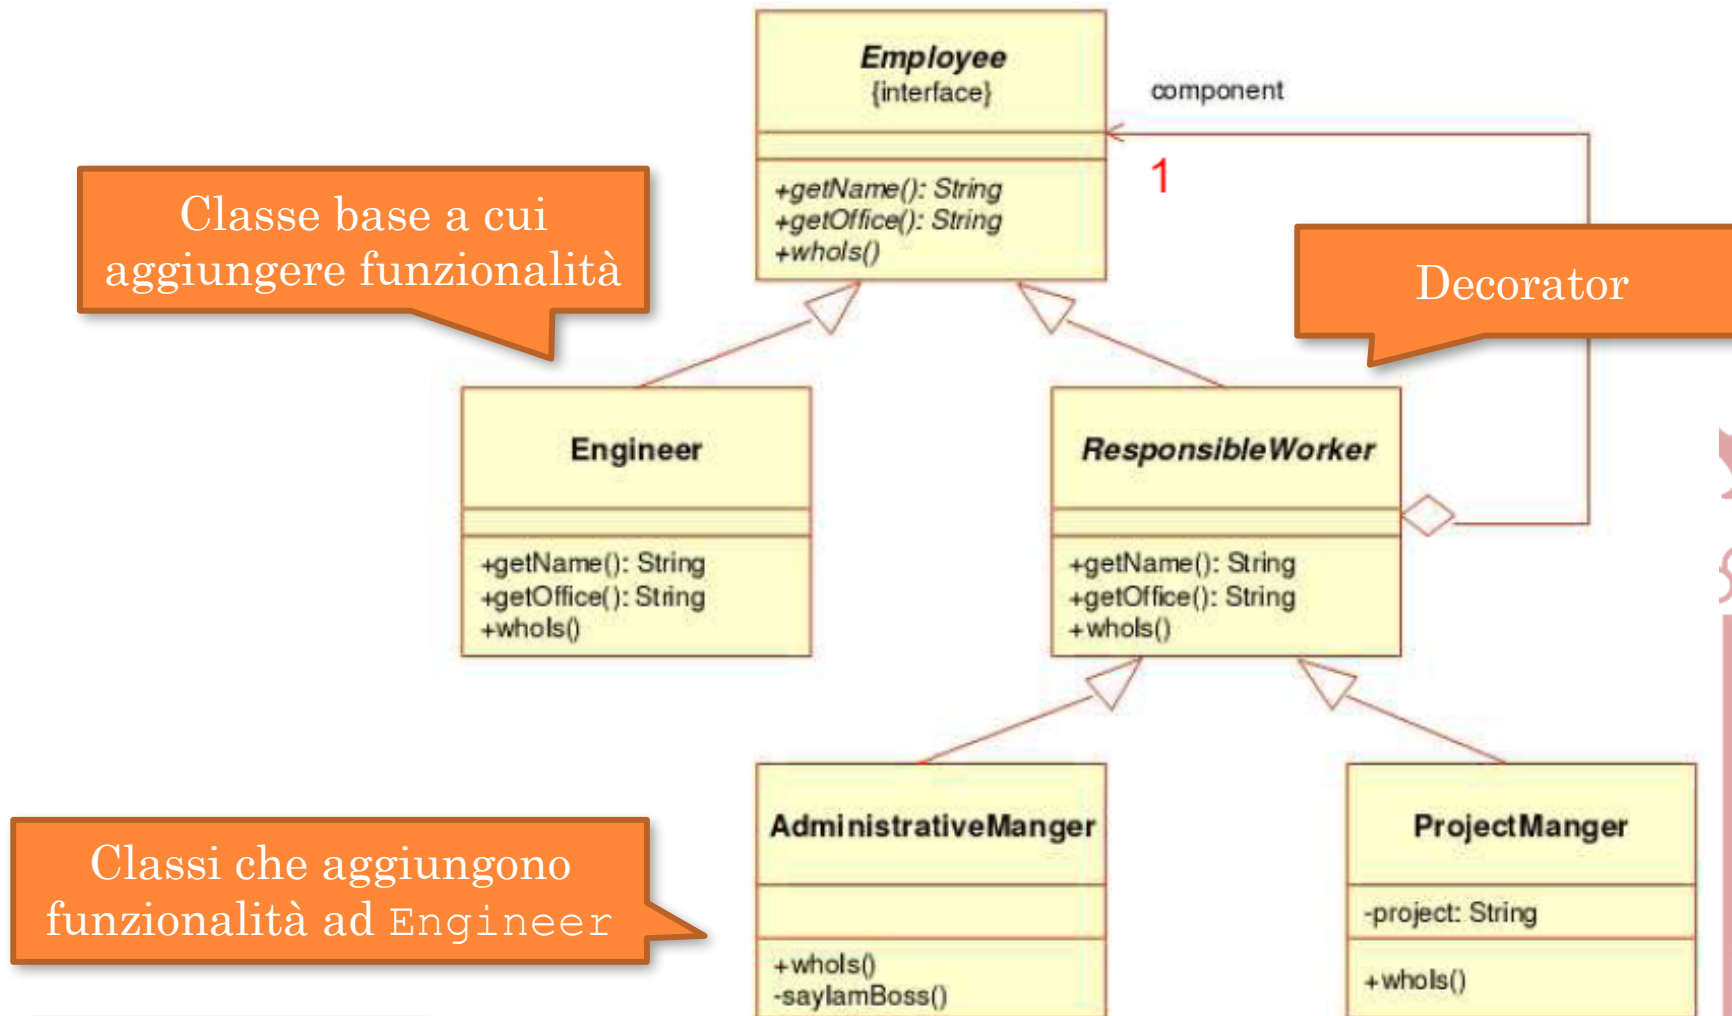 Employee
{interface}
component
1
+getName(): String
+getOffice(): String
+whoIs()
Classe base a cui
aggiungere funzionalità
Decorator
Engineer
+getName(): String
+getOffice(): String
+whoIs()
ResponsibleWorker
+getName(): String
+getOffice(): String
+whoIs()
Classi che aggiungono
funzionalità ad Engineer
AdministrativeManger
+whoIs()
-sayIamBoss()
ProjectManger
-project: String
+whoIs()